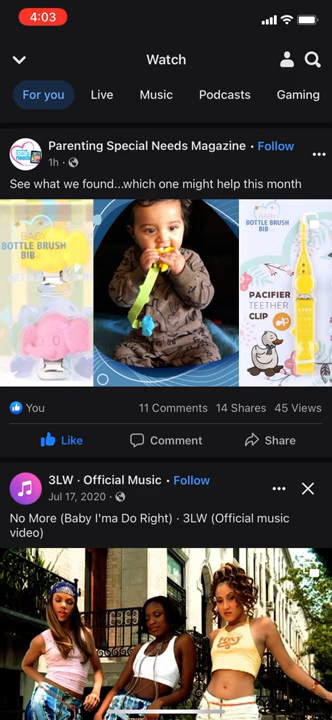 4:03
Watch
For you
Live
Music
Podcasts
Gaming
Parenting Special Needs Magazine • Follow
1h •
See what we found...which one might help this month
BABY
BOTTLE BRUSH
BIB
BABY
BOTTLE BRUSH
BIB
PACIFIER
TEETHER
CLIP
You
11 Comments 14 Shares 45 Views
Like
Comment
Share
3LW · Official Music • Follow
Jul 17, 2020 •
No More (Baby I'ma Do Right) · 3LW (Official music
video)